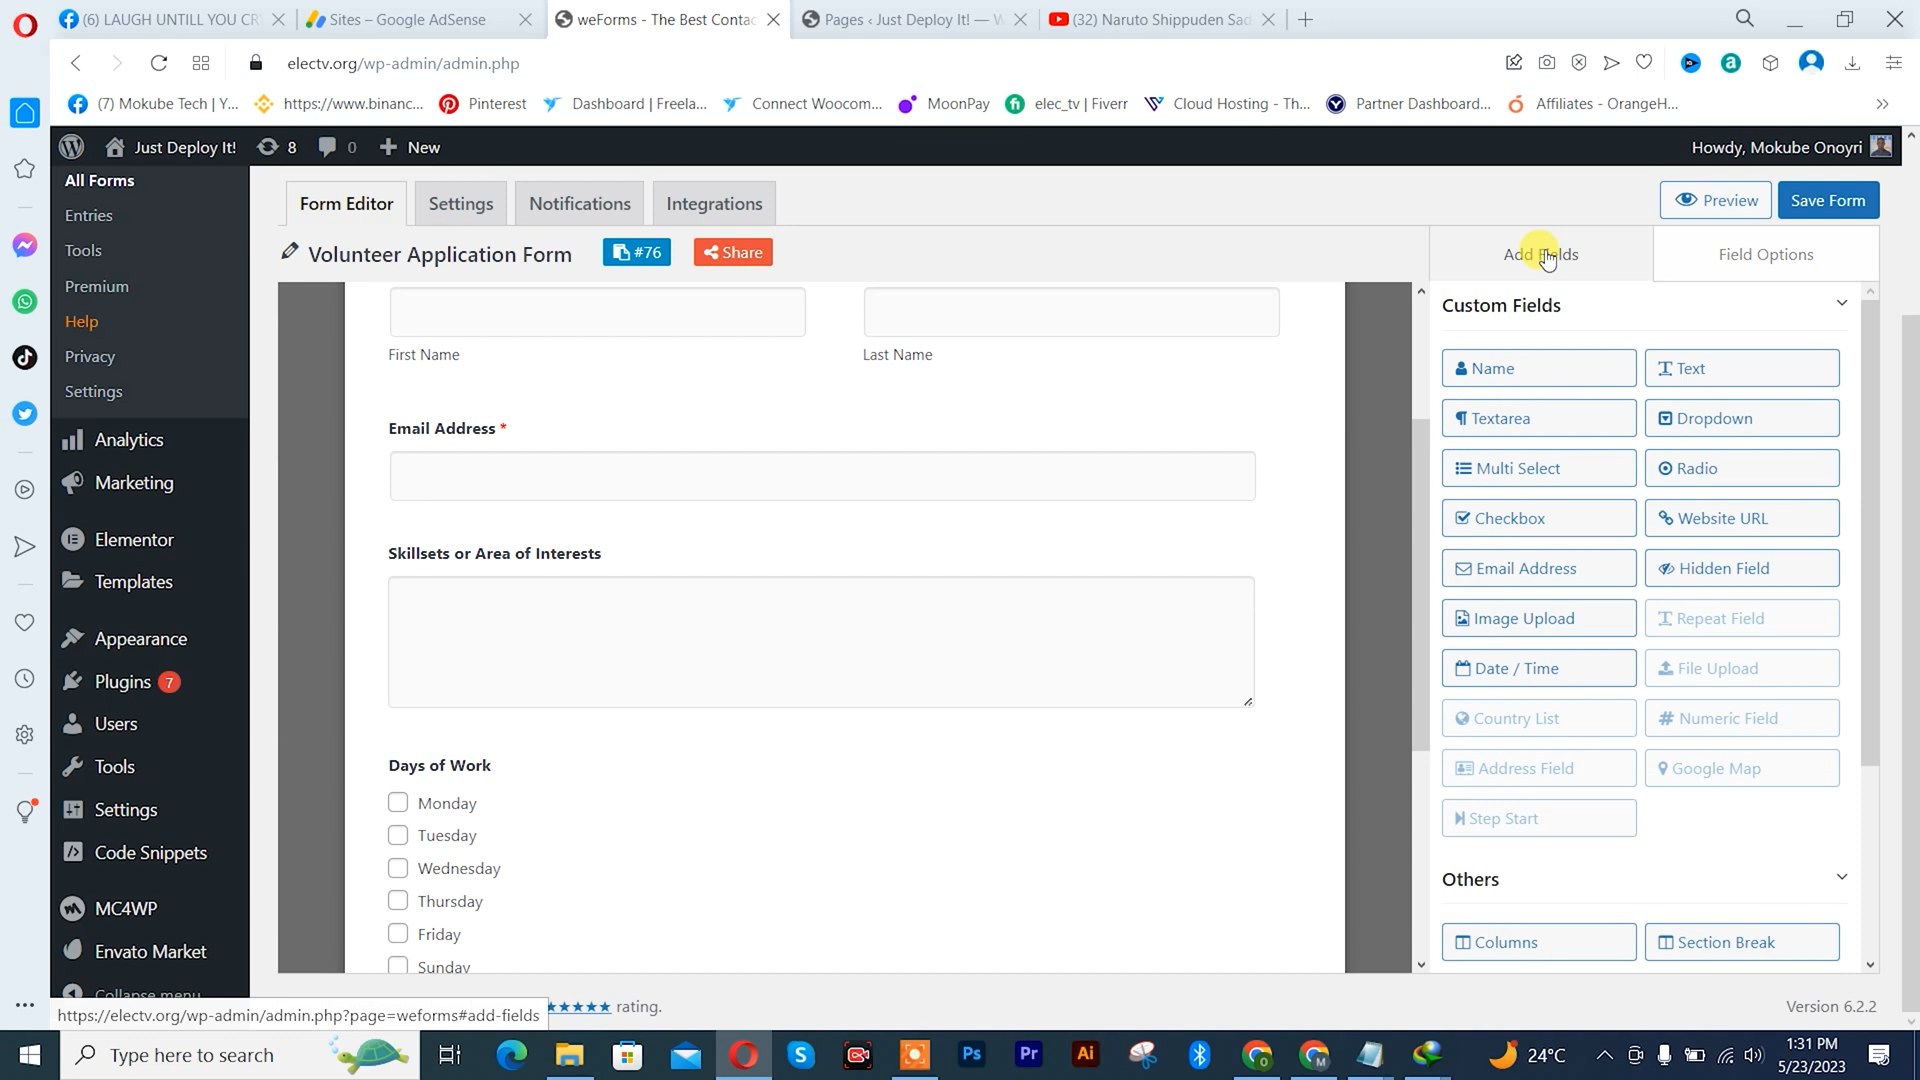 (6) LAUGH UNTILL YOU CR
Sites – Google AdSense
weForms - The Best Contac
Pages ‹ Just Deploy It! — W
(32) Naruto Shippuden Sad
electv.org/wp-admin/admin.php
(7) Mokube Tech | Y...
https://www.binanc...
Pinterest
Dashboard | Freela...
Connect Woocom...
MoonPay
elec_tv | Fiverr
Cloud Hosting - Th...
Partner Dashboard...
Affiliates - OrangeH...
Just Deploy It!
8
0
New
Howdy, Mokube Onoyri
All Forms
Entries
Tools
Premium
Help
Privacy
Settings
Analytics
Marketing
Elementor
Templates
Appearance
Plugins 7
Users
Tools
Settings
Code Snippets
MC4WP
Envato Market
Collapse menu
Form Editor
Settings
Notifications
Integrations
Preview
Save Form
Volunteer Application Form
#76
Share
Add Fields
Field Options
First Name
Last Name
Email Address *
Skillsets or Area of Interests
Days of Work
Monday
Tuesday
Wednesday
Thursday
Friday
Sunday
Custom Fields
Name
Text
Textarea
Dropdown
Multi Select
Radio
Checkbox
Website URL
Email Address
Hidden Field
Image Upload
Repeat Field
Date / Time
File Upload
Country List
Numeric Field
Address Field
Google Map
Step Start
Others
Columns
Section Break
https://electv.org/wp-admin/admin.php?page=weforms#add-fields
★★★★★ rating.
Version 6.2.2
Type here to search
Ps
Pr
Ai
24°C
1:31 PM
5/23/2023